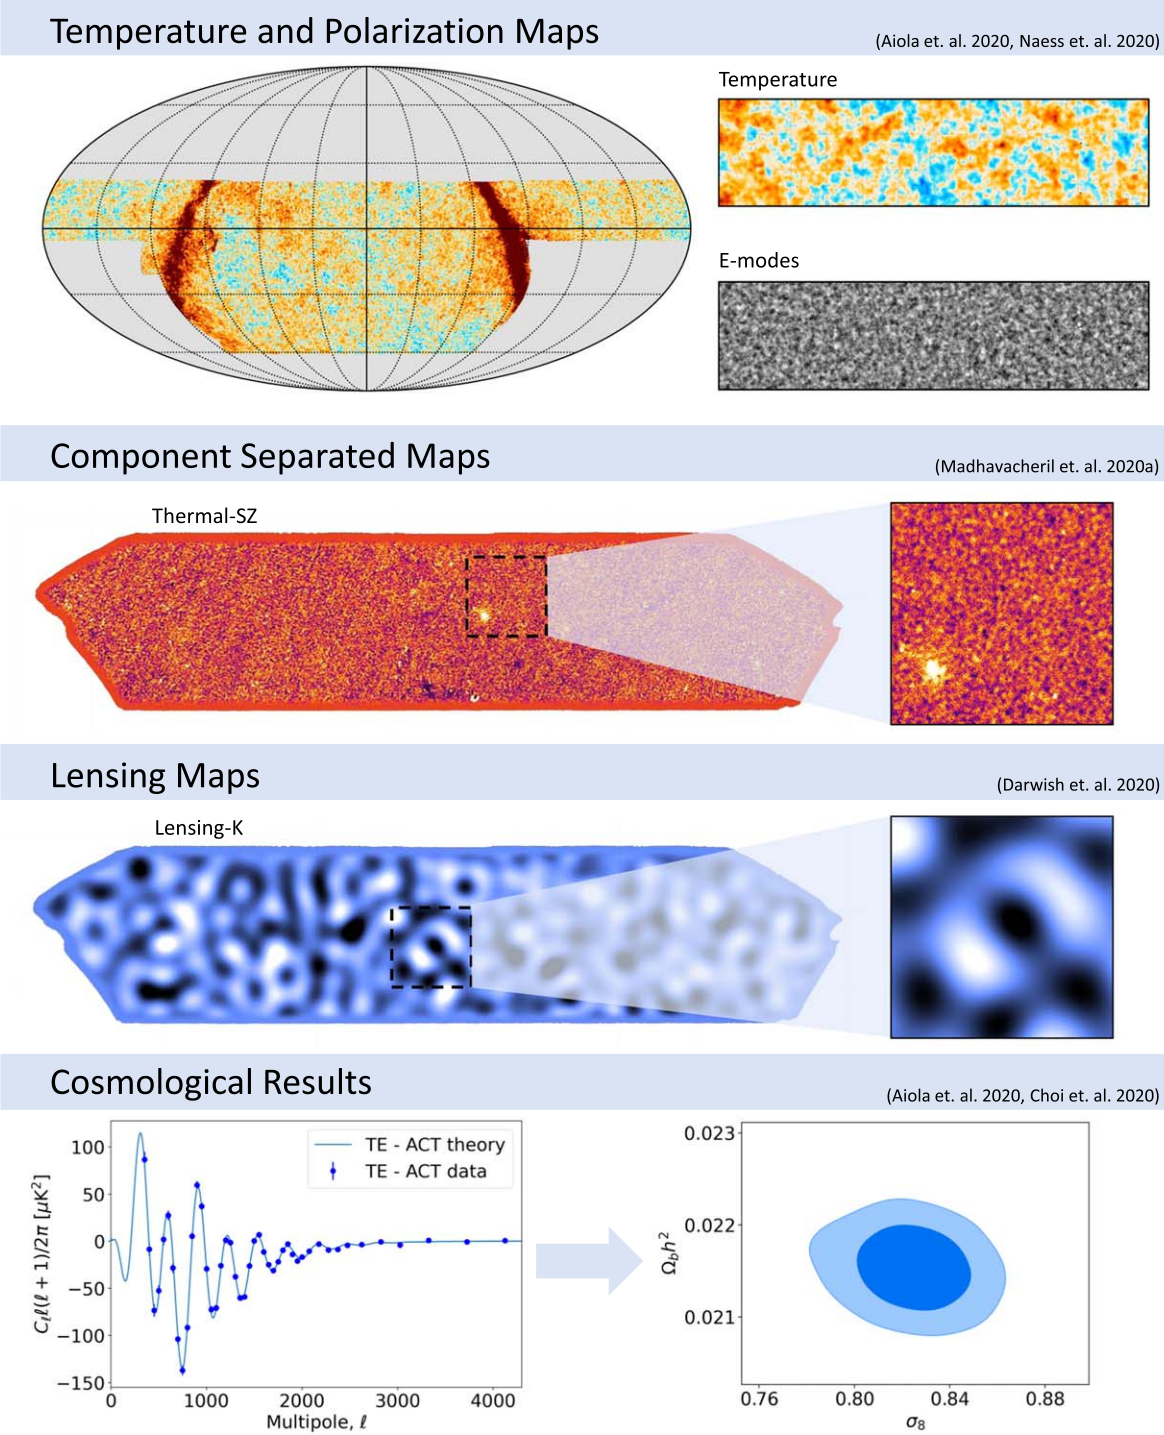 Temperature and Polarization Maps
(Aiola et. al. 2020, Naess et. al. 2020)
Temperature
E-modes
Component Separated Maps
(Madhavacheril et. al. 2020a)
Thermal-SZ
Lensing Maps
(Darwish et. al. 2020)
Lensing-K
Cosmological Results
(Aiola et. al. 2020, Choi et. al. 2020)
TE - ACT theory
TE - ACT data
100
50
0
−50
−100
−150
Cℓℓ(ℓ + 1)/2π [μK²]
0 1000 2000 3000 4000
Multipole, ℓ
0.023
0.022
0.021
Ωbh²
0.76 0.80 0.84 0.88
σ8